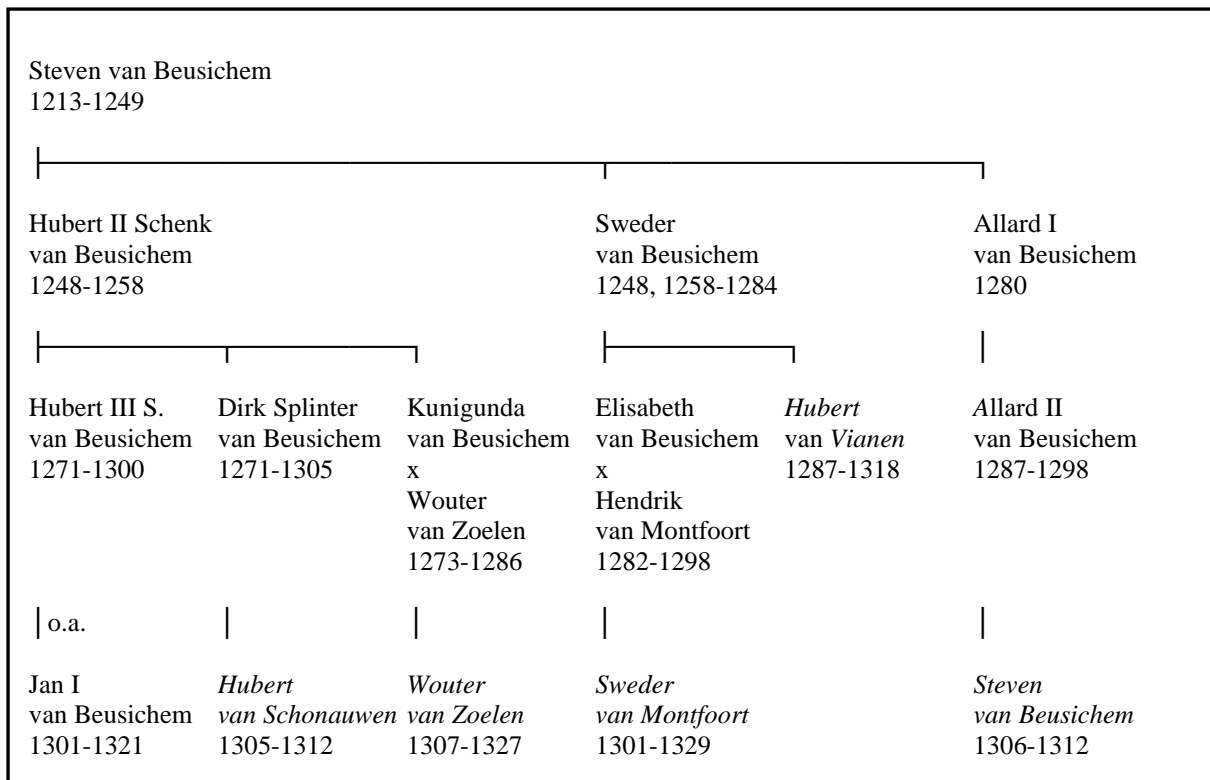 Steven van Beusichem
1213-1249
Hubert II Schenk
van Beusichem
1248-1258
Sweder
van Beusichem
1248, 1258-1284
Allard I
van Beusichem
1280
Hubert III S.
van Beusichem
1271-1300
Dirk Splinter
van Beusichem
1271-1305
Kunigunda
van Beusichem
x
Wouter
van Zoelen
1273-1286
Elisabeth
van Beusichem
x
Hendrik
van Montfoort
1282-1298
Hubert
van Vianen
1287-1318
Allard II
van Beusichem
1287-1298
o.a.
Jan I
van Beusichem
1301-1321
Hubert
van Schonauwen
1305-1312
Wouter
van Zoelen
1307-1327
Sweder
van Montfoort
1301-1329
Steven
van Beusichem
1306-1312